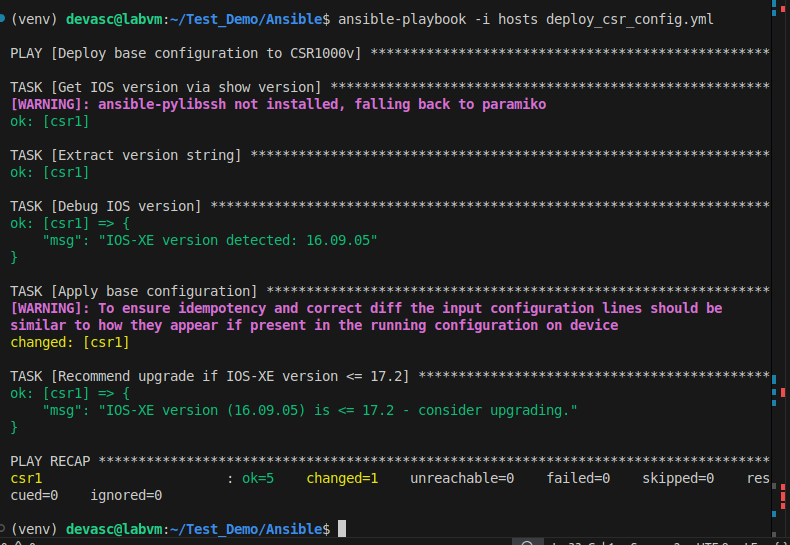 (venv) devasc@labvm:~/Test_Demo/Ansible$ ansible-playbook -i hosts deploy_csr_config.yml
PLAY [Deploy base configuration to CSR1000v] **************************************************
TASK [Get IOS version via show version] *******************************************************
[WARNING]: ansible-pylibssh not installed, falling back to paramiko
ok: [csr1]
TASK [Extract version string] *****************************************************************
ok: [csr1]
TASK [Debug IOS version] **********************************************************************
ok: [csr1] => {
    "msg": "IOS-XE version detected: 16.09.05"
}
TASK [Apply base configuration] ***************************************************************
[WARNING]: To ensure idempotency and correct diff the input configuration lines should be
similar to how they appear if present in the running configuration on device
changed: [csr1]
TASK [Recommend upgrade if IOS-XE version <= 17.2] ********************************************
ok: [csr1] => {
    "msg": "IOS-XE version (16.09.05) is <= 17.2 - consider upgrading."
}
PLAY RECAP ************************************************************************************
csr1                       : ok=5    changed=1    unreachable=0    failed=0    skipped=0    res
cued=0    ignored=0
(venv) devasc@labvm:~/Test_Demo/Ansible$